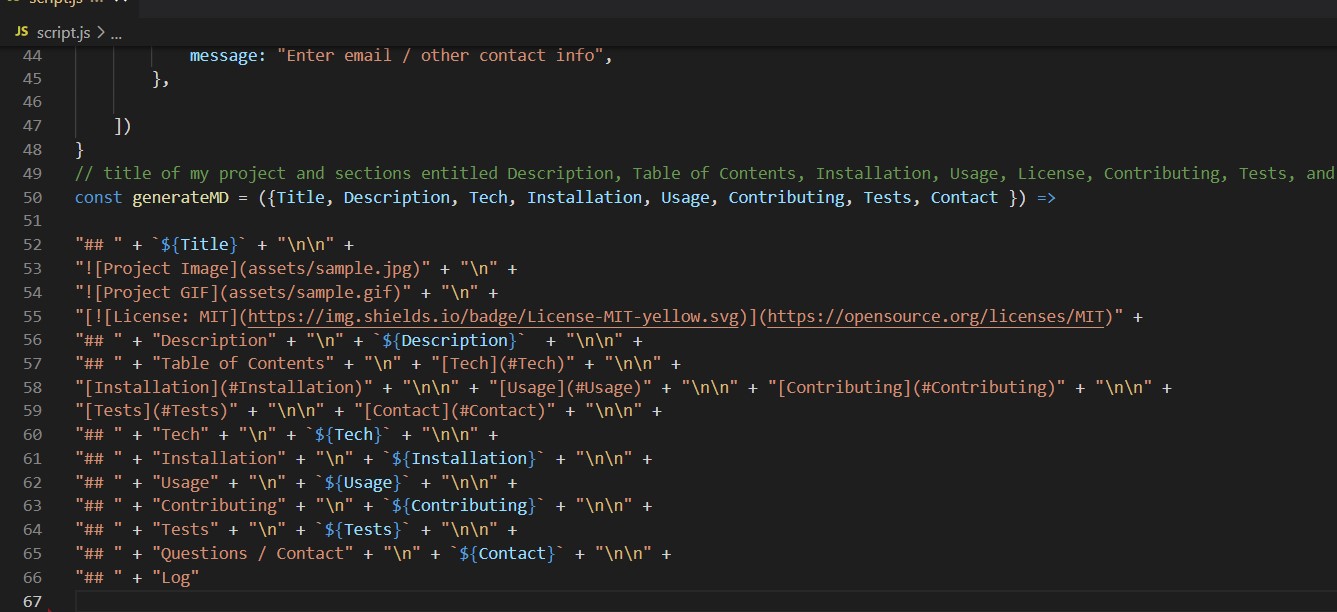 JS script.js > ...
44 message: "Enter email / other contact info",
45 },
46
47 ])
48 }
49 // title of my project and sections entitled Description, Table of Contents, Installation, Usage, License, Contributing, Tests, and
50 const generateMD = ({Title, Description, Tech, Installation, Usage, Contributing, Tests, Contact }) =>
51
52 "## " + `${Title}` + "\n\n" +
53 "![Project Image](assets/sample.jpg)" + "\n" +
54 "![Project GIF](assets/sample.gif)" + "\n" +
55 "[![License: MIT](https://img.shields.io/badge/License-MIT-yellow.svg)](https://opensource.org/licenses/MIT)" +
56 "## " + "Description" + "\n" + `${Description}`  + "\n\n" +
57 "## " + "Table of Contents" + "\n" + "[Tech](#Tech)" + "\n\n" +
58 "[Installation](#Installation)" + "\n\n" + "[Usage](#Usage)" + "\n\n" + "[Contributing](#Contributing)" + "\n\n" +
59 "[Tests](#Tests)" + "\n\n" + "[Contact](#Contact)" + "\n\n" +
60 "## " + "Tech" + "\n" + `${Tech}` + "\n\n" +
61 "## " + "Installation" + "\n" + `${Installation}` + "\n\n" +
62 "## " + "Usage" + "\n" + `${Usage}` + "\n\n" +
63 "## " + "Contributing" + "\n" + `${Contributing}` + "\n\n" +
64 "## " + "Tests" + "\n" + `${Tests}` + "\n\n" +
65 "## " + "Questions / Contact" + "\n" + `${Contact}` + "\n\n" +
66 "## " + "Log"
67